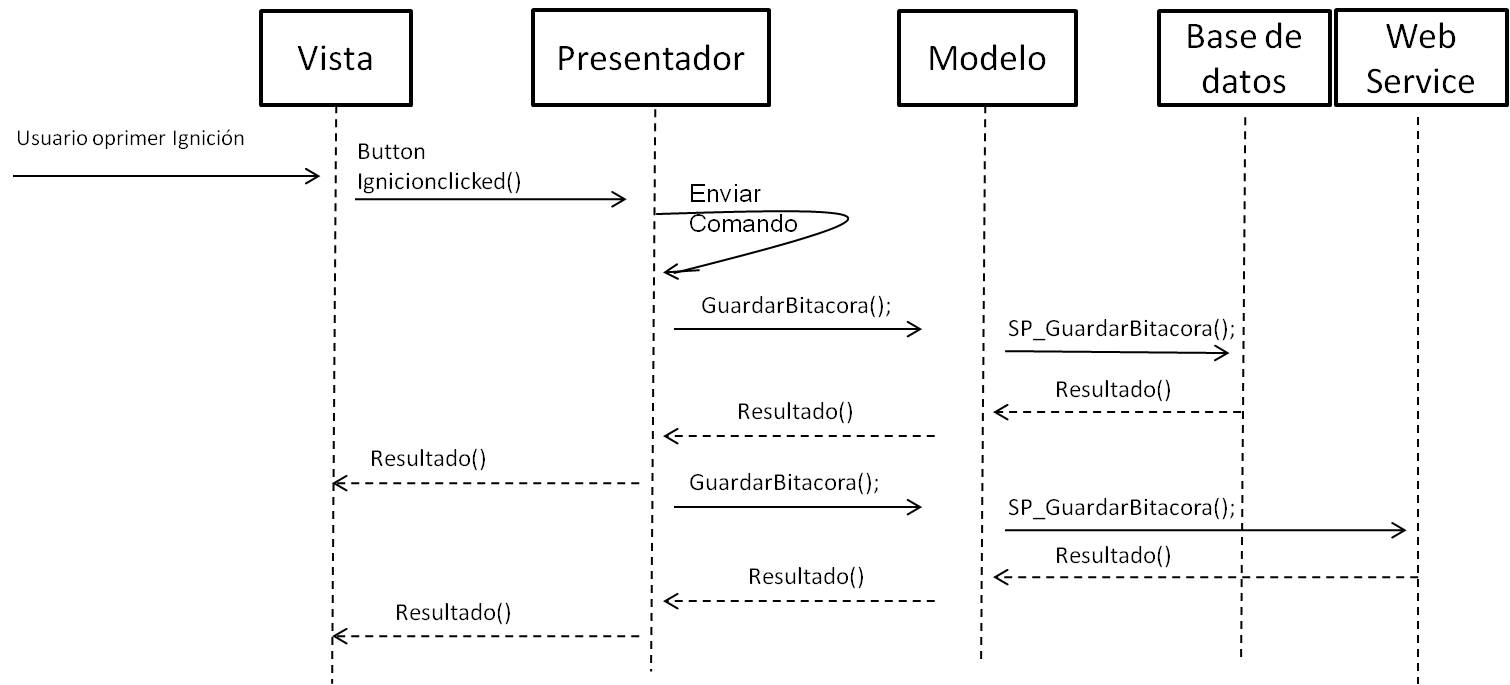 Vista
Presentador
Modelo
Base de
datos
Web
Service
Usuario oprimer Ignición
Button
Ignicionclicked()
Enviar
Comando
GuardarBitacora();
SP_GuardarBitacora();
Resultado()
Resultado()
Resultado()
GuardarBitacora();
SP_GuardarBitacora();
Resultado()
Resultado()
Resultado()